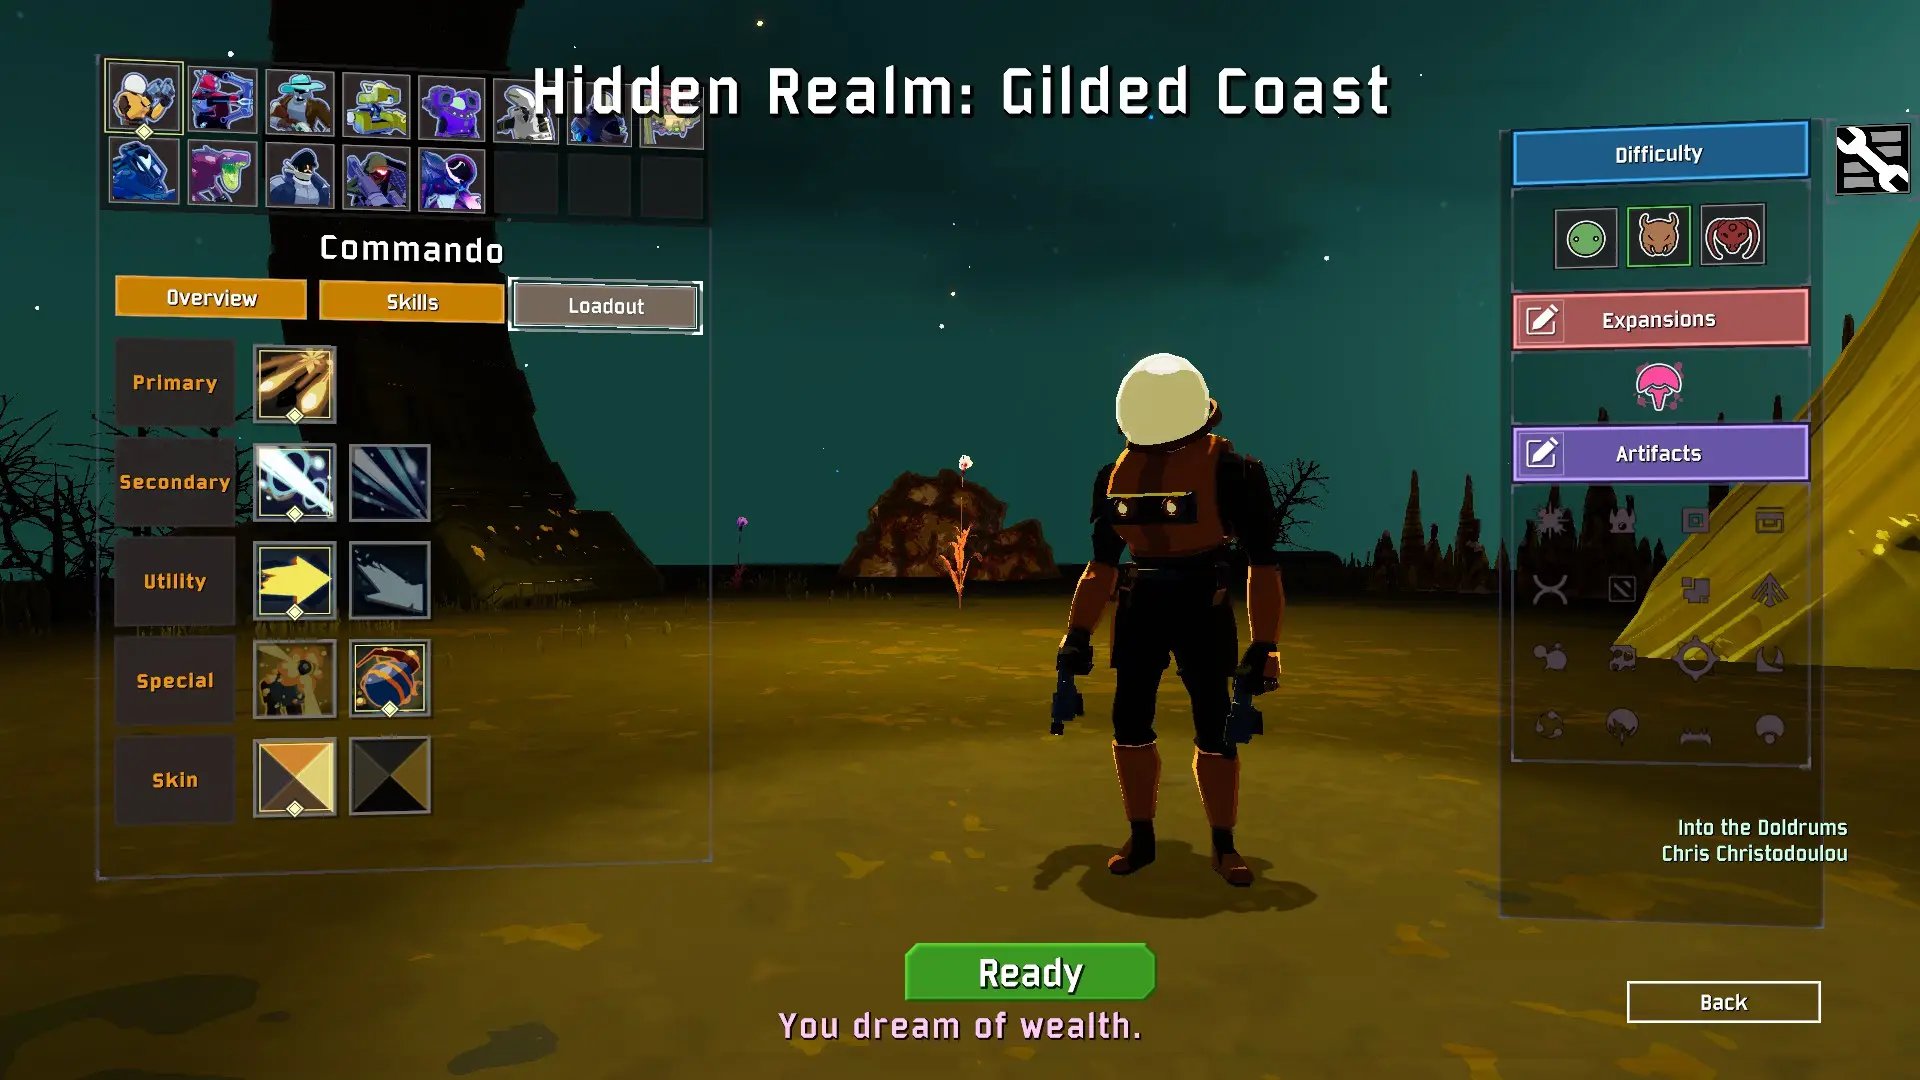 Hidden Realm: Gilded Coast
Commando
Overview
Skills
Loadout
Primary
Secondary
Utility
Special
Skin
Difficulty
Expansions
Artifacts
Into the Doldrums
Chris Christodoulou
Ready
You dream of wealth.
Back